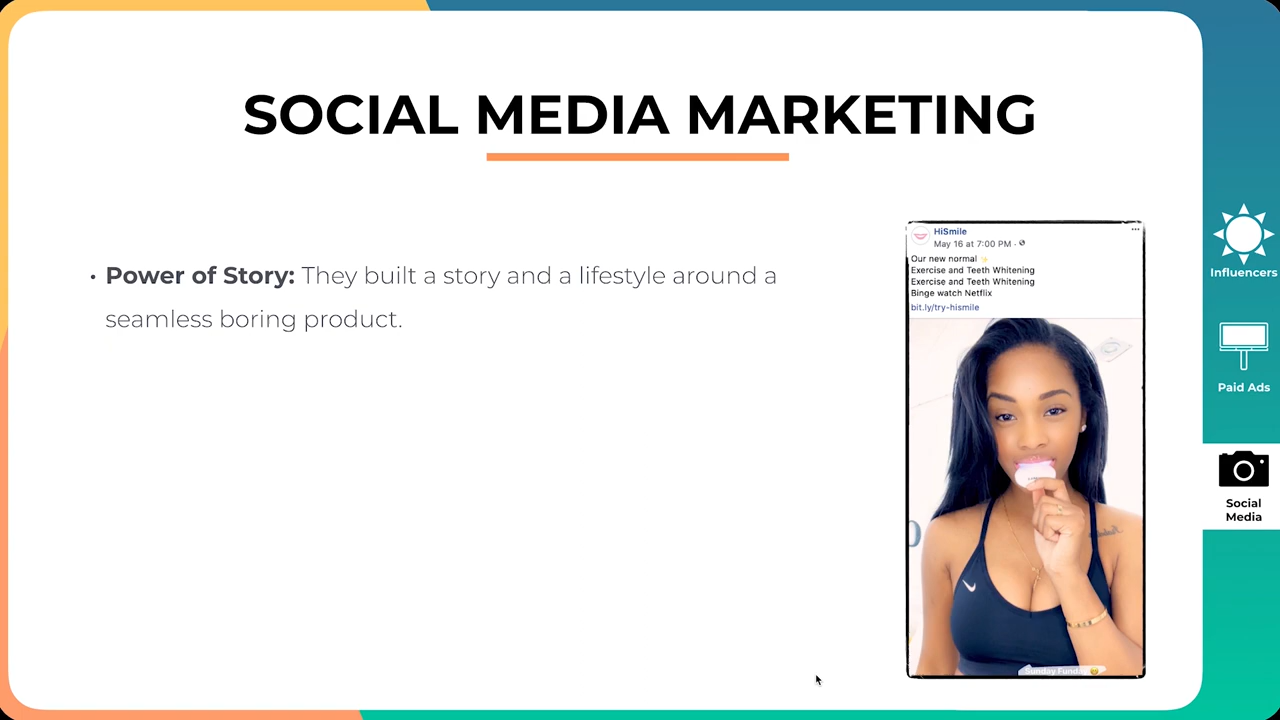 SOCIAL MEDIA MARKETING
• Power of Story: They built a story and a lifestyle around a
seamless boring product.
HiSmile
May 16 at 7:00 PM ·
Our new normal ✨
Exercise and Teeth Whitening
Exercise and Teeth Whitening
Binge watch Netflix
bit.ly/try-hismile
Sunday Funday
Influencers
Paid Ads
Social
Media